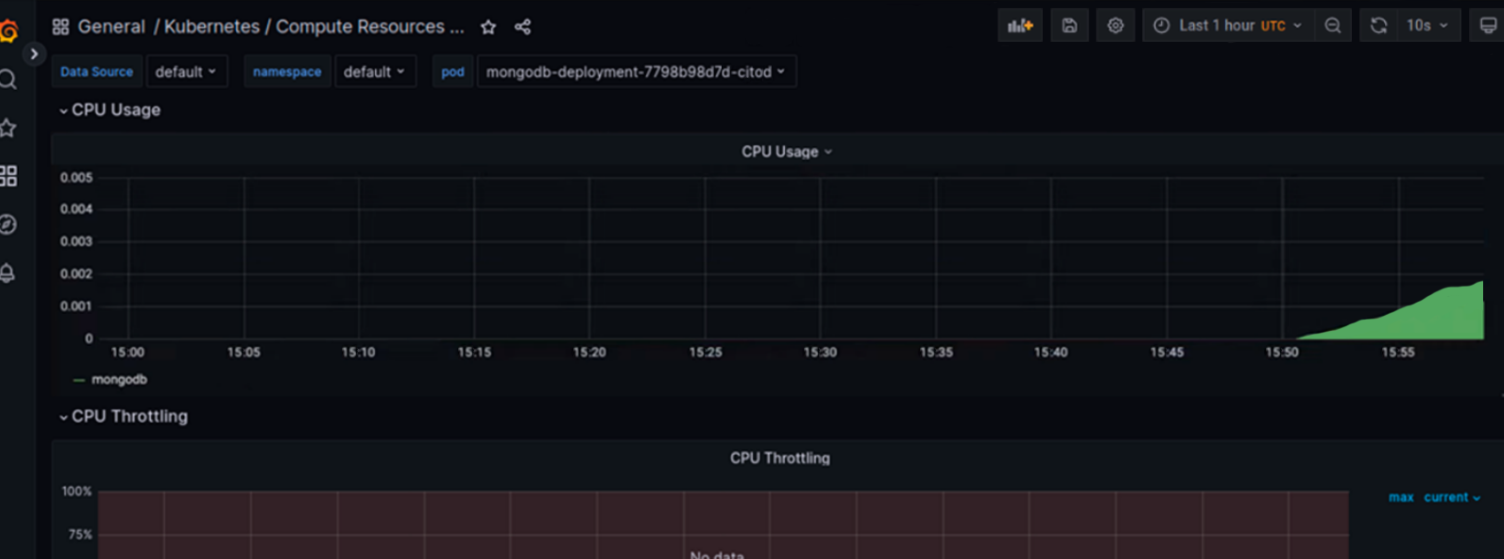 General / Kubernetes / Compute Resources ...
Last 1 hour UTC
10s
Data Source default namespace default pod mongodb-deployment-7798b98d7d-citod
CPU Usage
CPU Usage
0.005
0.004
0.003
0.002
0.001
0
15:00 15:05 15:10 15:15 15:20 15:25 15:30 15:35 15:40 15:45 15:50 15:55
mongodb
CPU Throttling
CPU Throttling
100%
max current
75%
No data